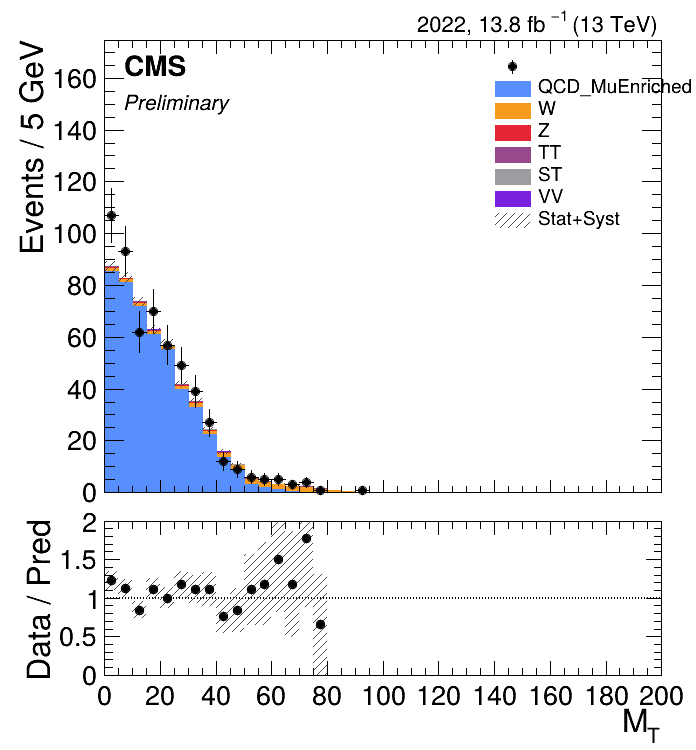 2022, 13.8 fb⁻¹ (13 TeV)
CMS
Preliminary
QCD_MuEnriched
W
Z
TT
ST
VV
Stat+Syst
Events / 5 GeV
160
140
120
100
80
60
40
20
0
Data / Pred
2
1.5
1
0.5
0
0 20 40 60 80 100 120 140 160 180 200
M_T